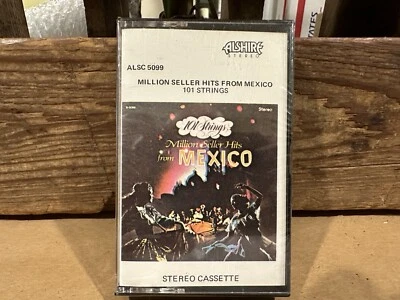 ALSHIRE
STEREO
ALSC 5099
MILLION SELLER HITS FROM MEXICO
101 STRINGS
Stereo
101 Strings
Million Seller Hits
from MEXICO
STEREO CASSETTE